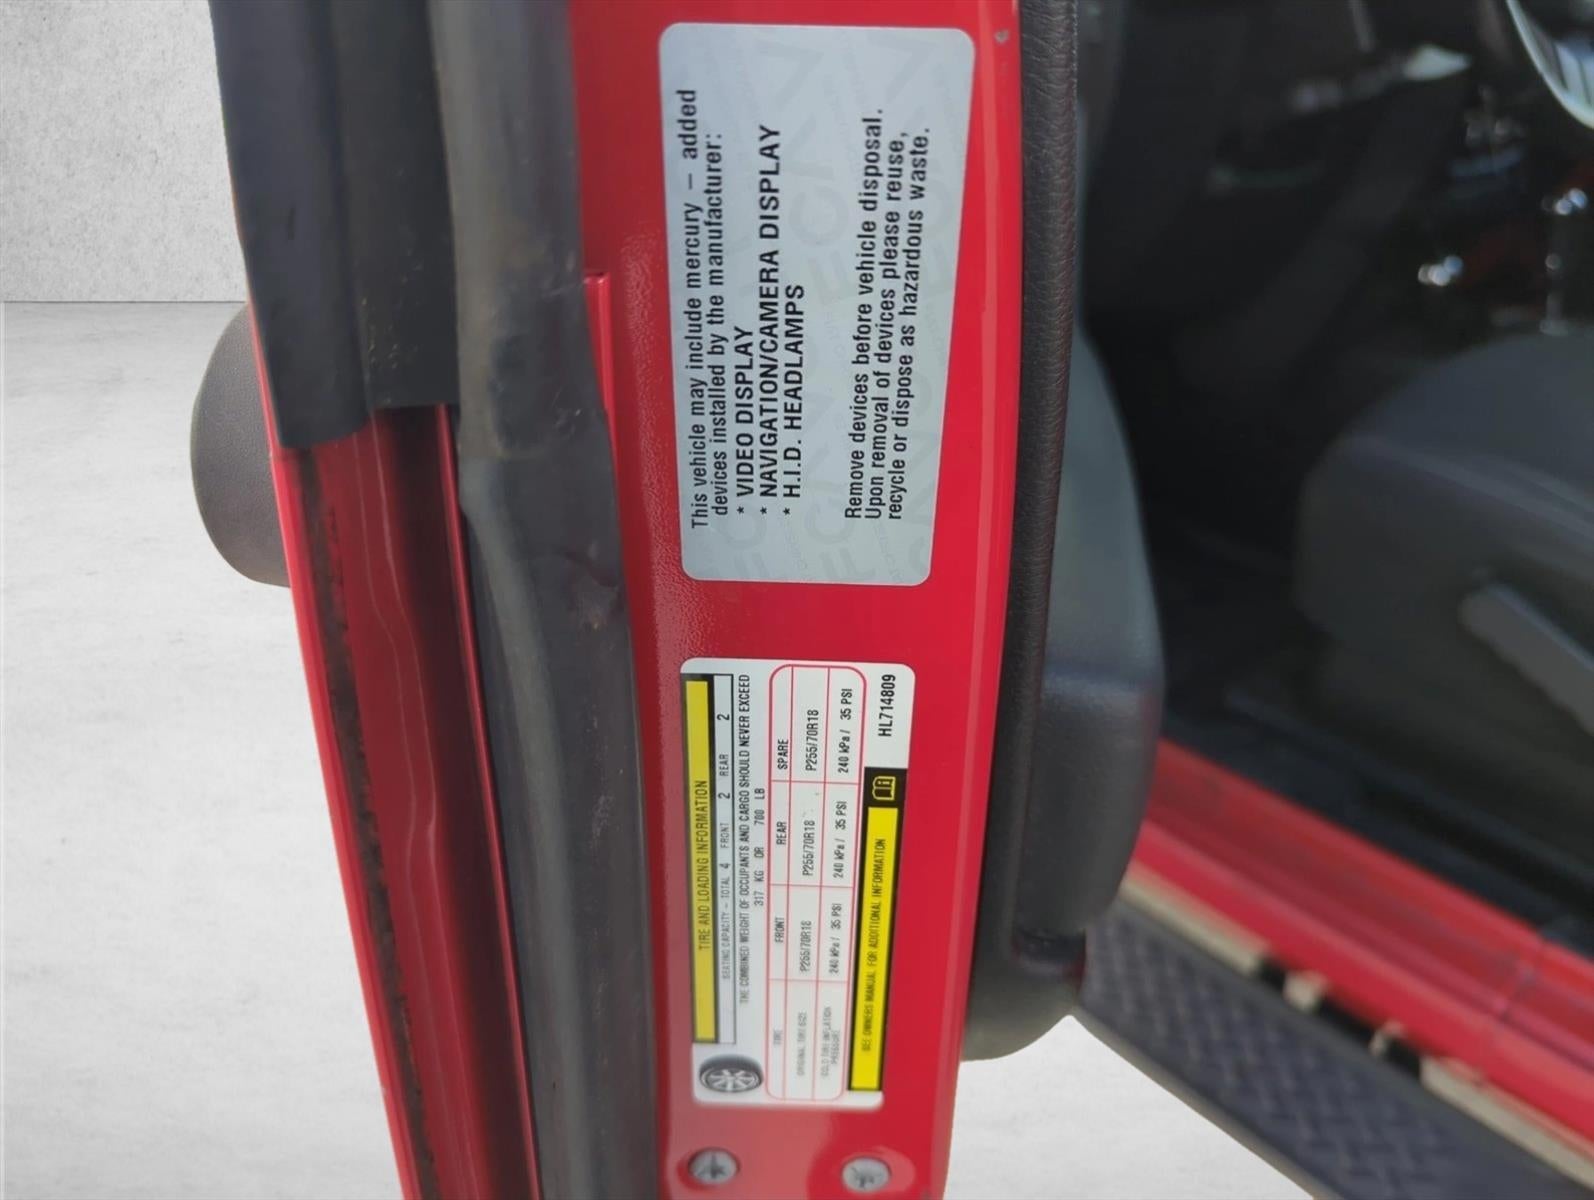 This vehicle may include mercury — added
devices installed by the manufacturer:
* VIDEO DISPLAY
* NAVIGATION/CAMERA DISPLAY
* H.I.D. HEADLAMPS
Remove devices before vehicle disposal.
Upon removal of devices please reuse,
recycle or dispose as hazardous waste.
TIRE AND LOADING INFORMATION
SEATING CAPACITY - TOTAL 4 FRONT 2 REAR 2
THE COMBINED WEIGHT OF OCCUPANTS AND CARGO SHOULD NEVER EXCEED
317 KG OR 700 LB
TIRE FRONT REAR SPARE
ORIGINAL TIRE SIZE P255/70R18 P255/70R18 P255/70R18
COLD TIRE INFLATION PRESSURE 240 kPa / 35 PSI 240 kPa / 35 PSI 240 kPa / 35 PSI
SEE OWNERS MANUAL FOR ADDITIONAL INFORMATION
HL714809